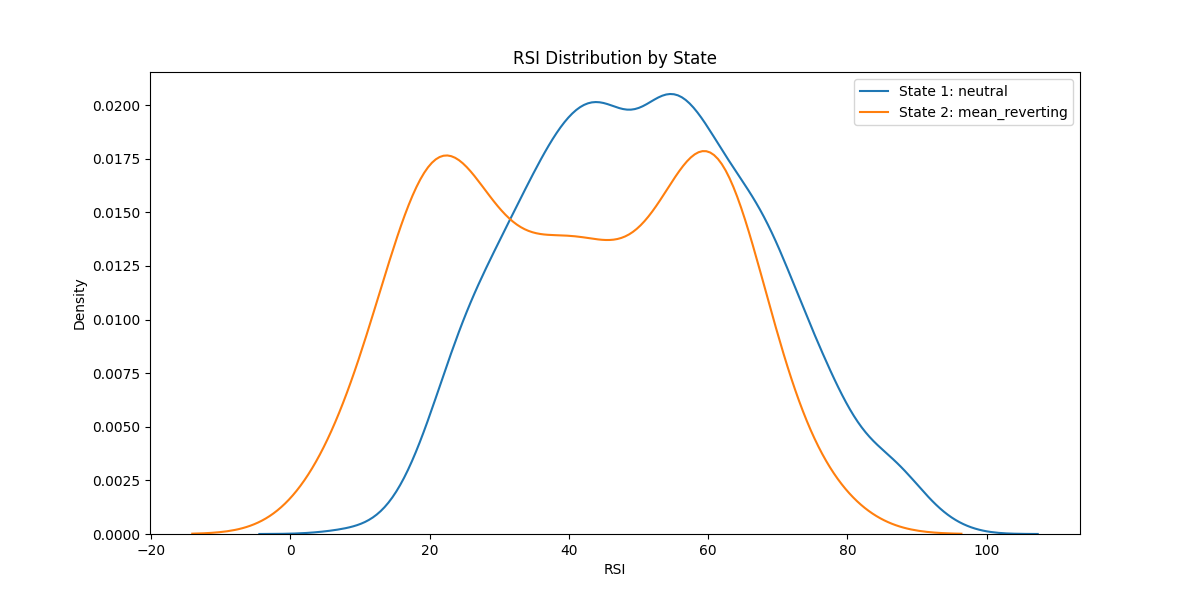 RSI Distribution by State
State 1: neutral
State 2: mean_reverting
Density
0.0200
0.0175
0.0150
0.0125
0.0100
0.0075
0.0050
0.0025
0.0000
−20 0 20 40 60 80 100
RSI